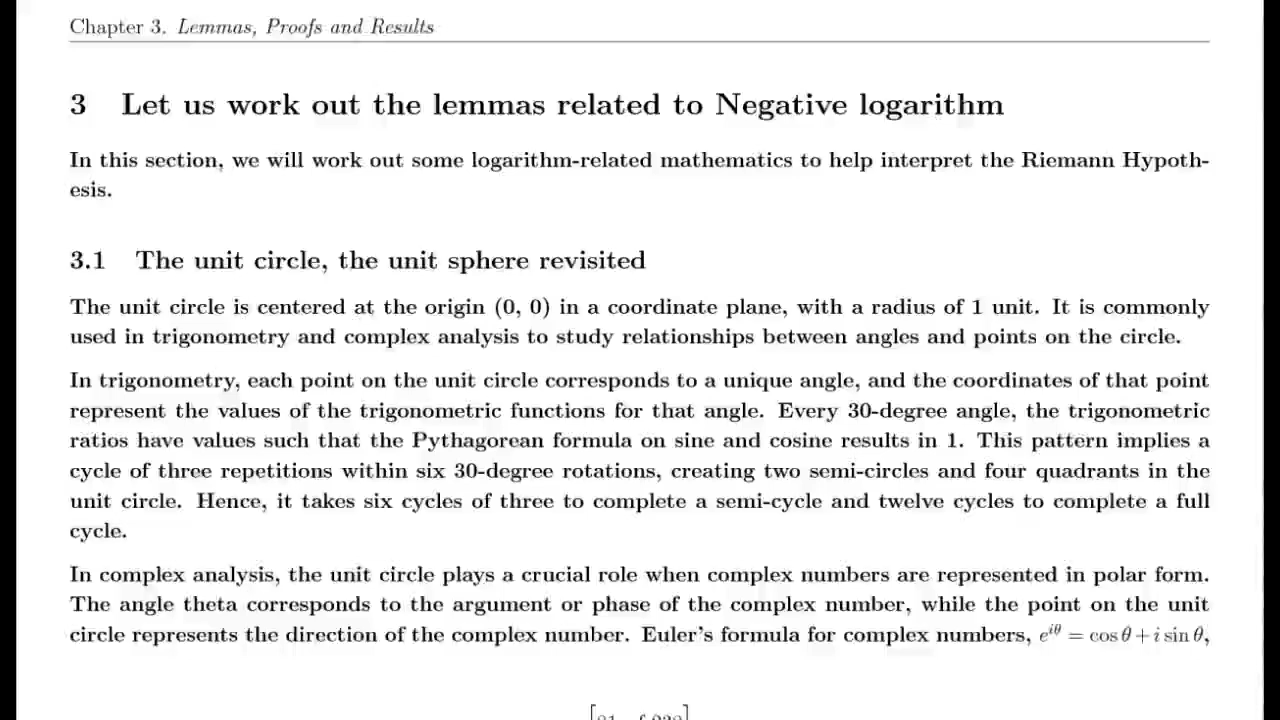 Chapter 3. Lemmas, Proofs and Results
3 Let us work out the lemmas related to Negative logarithm
In this section, we will work out some logarithm-related mathematics to help interpret the Riemann Hypoth-
esis.
3.1 The unit circle, the unit sphere revisited
The unit circle is centered at the origin (0, 0) in a coordinate plane, with a radius of 1 unit. It is commonly
used in trigonometry and complex analysis to study relationships between angles and points on the circle.
In trigonometry, each point on the unit circle corresponds to a unique angle, and the coordinates of that point
represent the values of the trigonometric functions for that angle. Every 30-degree angle, the trigonometric
ratios have values such that the Pythagorean formula on sine and cosine results in 1. This pattern implies a
cycle of three repetitions within six 30-degree rotations, creating two semi-circles and four quadrants in the
unit circle. Hence, it takes six cycles of three to complete a semi-cycle and twelve cycles to complete a full
cycle.
In complex analysis, the unit circle plays a crucial role when complex numbers are represented in polar form.
The angle theta corresponds to the argument or phase of the complex number, while the point on the unit
circle represents the direction of the complex number. Euler's formula for complex numbers, e^{iθ} = cos θ + i sin θ,